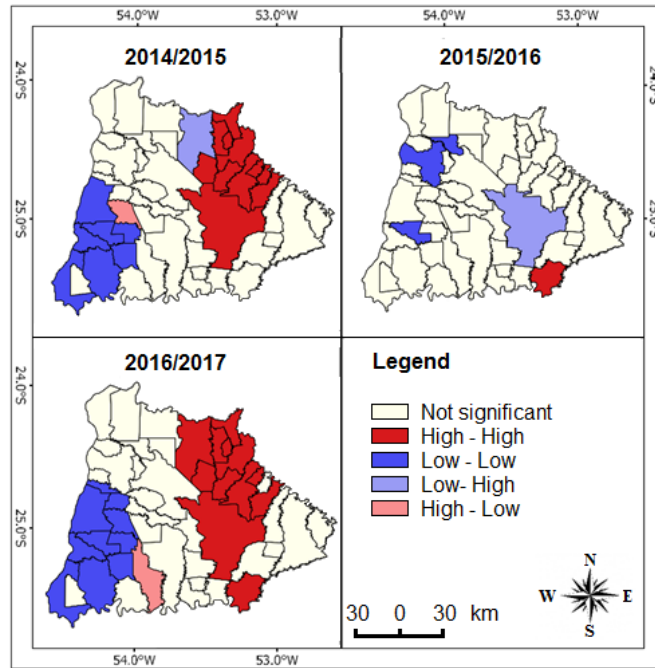 54.0°W 53.0°W 54.0°W 53.0°W
2014/2015 2015/2016
24.0°S 24.0°S
25.0°S
2016/2017
24.0°S
25.0°S
54.0°W 53.0°W
Legend
Not significant
High - High
Low - Low
Low- High
High - Low
N
W E
S
30 0 30 km